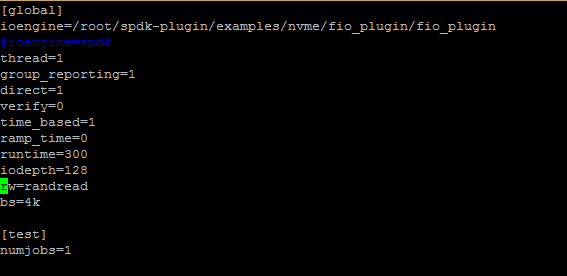 [global]
ioengine=/root/spdk-plugin/examples/nvme/fio_plugin/fio_plugin
#ioengine=spdk
thread=1
group_reporting=1
direct=1
verify=0
time_based=1
ramp_time=0
runtime=300
iodepth=128
rw=randread
bs=4k
[test]
numjobs=1